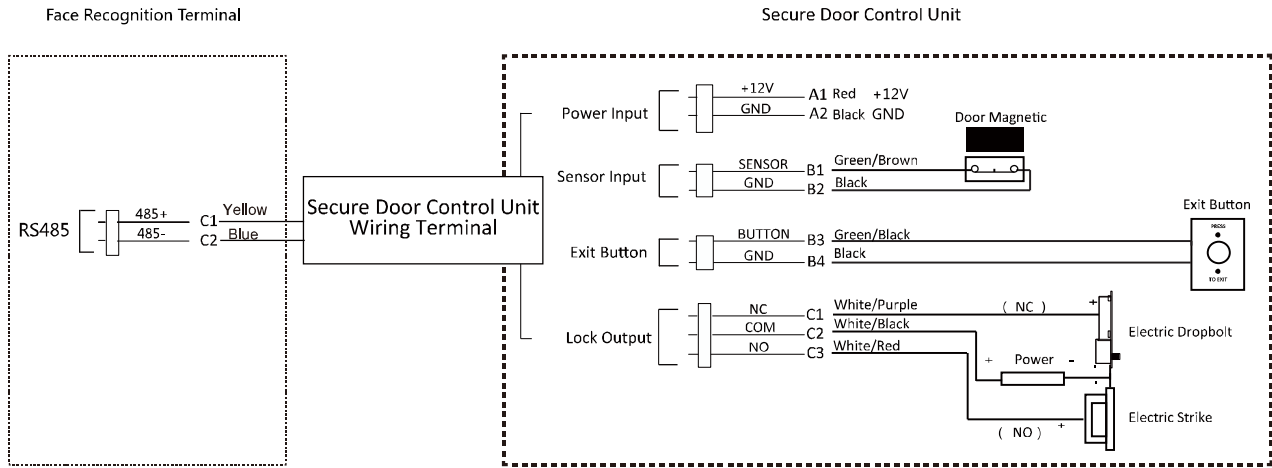 Face Recognition Terminal
Secure Door Control Unit
RS485
485+ C1 Yellow
485- C2 Blue
Secure Door Control Unit
Wiring Terminal
Power Input
+12V A1 Red +12V
GND A2 Black GND
Door Magnetic
Sensor Input
SENSOR B1 Green/Brown
GND B2 Black
Exit Button
Exit Button
BUTTON B3 Green/Black
GND B4 Black
PRESS
TO EXIT
Lock Output
NC C1 White/Purple ( NC ) +
COM C2 White/Black
NO C3 White/Red
Electric Dropbolt
+ Power -
Electric Strike
( NO ) +